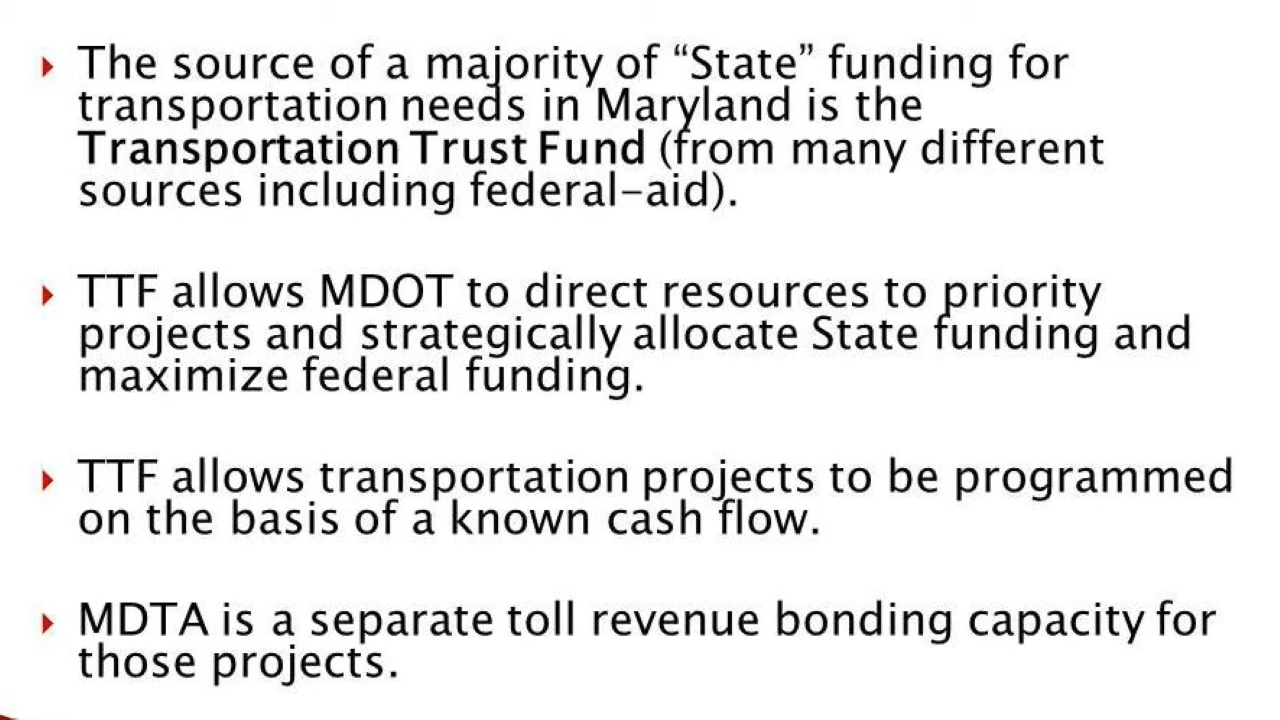 The source of a majority of “State” funding for
transportation needs in Maryland is the
Transportation Trust Fund (from many different
sources including federal-aid).
TTF allows MDOT to direct resources to priority
projects and strategically allocate State funding and
maximize federal funding.
TTF allows transportation projects to be programmed
on the basis of a known cash flow.
MDTA is a separate toll revenue bonding capacity for
those projects.